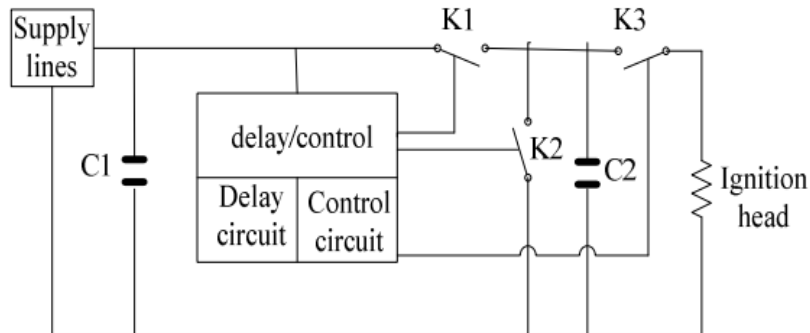 Supply
lines
K1
K3
delay/control
C1
K2
C2
Delay
circuit
Control
circuit
Ignition
head